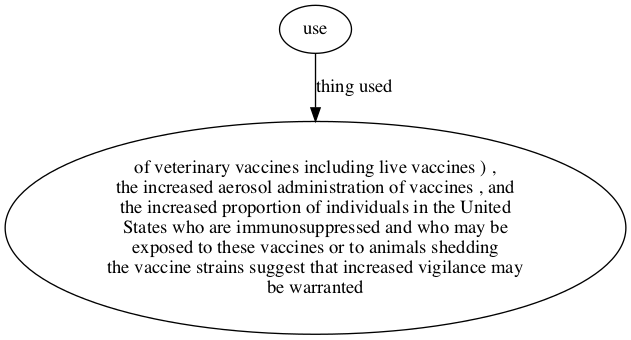 use
thing used
of veterinary vaccines including live vaccines ) ,
the increased aerosol administration of vaccines , and
the increased proportion of individuals in the United
States who are immunosuppressed and who may be
exposed to these vaccines or to animals shedding
the vaccine strains suggest that increased vigilance may
be warranted